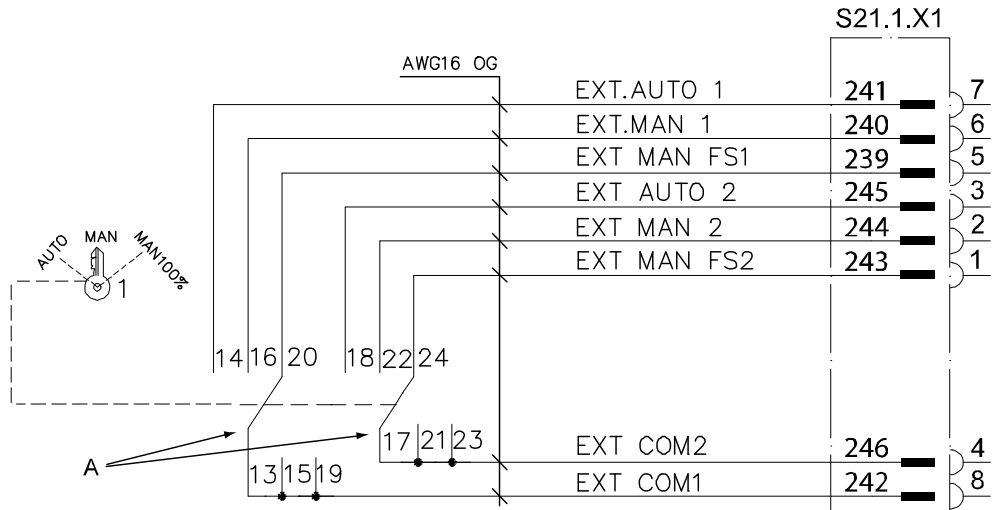 S21.1.X1
AWG16 OG
EXT.AUTO 1 241 7
EXT.MAN 1 240 6
EXT MAN FS1 239 5
EXT AUTO 2 245 3
EXT MAN 2 244 2
EXT MAN FS2 243 1
AUTO MAN MAN100%
1
14 16 20 18 22 24
17 21 23 EXT COM2 246 4
A
13 15 19 EXT COM1 242 8